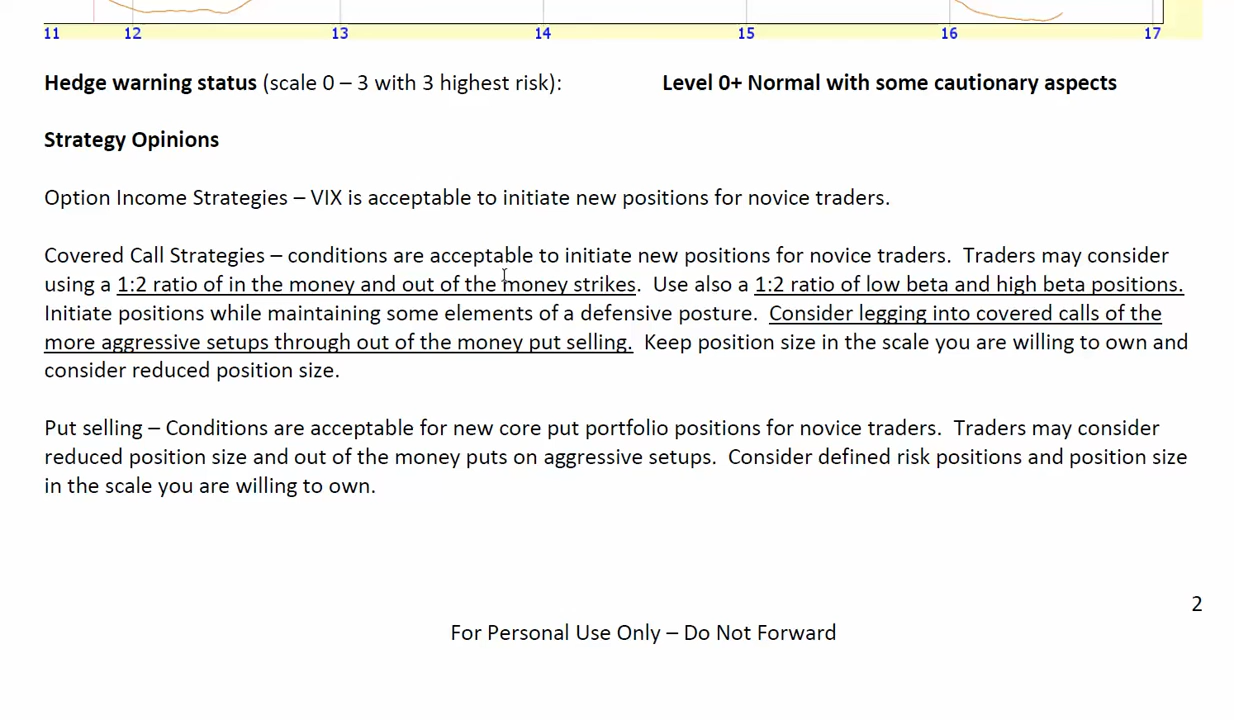 11 12 13 14 15 16 17
Hedge warning status (scale 0 – 3 with 3 highest risk): Level 0+ Normal with some cautionary aspects
Strategy Opinions
Option Income Strategies – VIX is acceptable to initiate new positions for novice traders.
Covered Call Strategies – conditions are acceptable to initiate new positions for novice traders. Traders may consider
using a 1:2 ratio of in the money and out of the money strikes. Use also a 1:2 ratio of low beta and high beta positions.
Initiate positions while maintaining some elements of a defensive posture. Consider legging into covered calls of the
more aggressive setups through out of the money put selling. Keep position size in the scale you are willing to own and
consider reduced position size.
Put selling – Conditions are acceptable for new core put portfolio positions for novice traders. Traders may consider
reduced position size and out of the money puts on aggressive setups. Consider defined risk positions and position size
in the scale you are willing to own.
2
For Personal Use Only – Do Not Forward